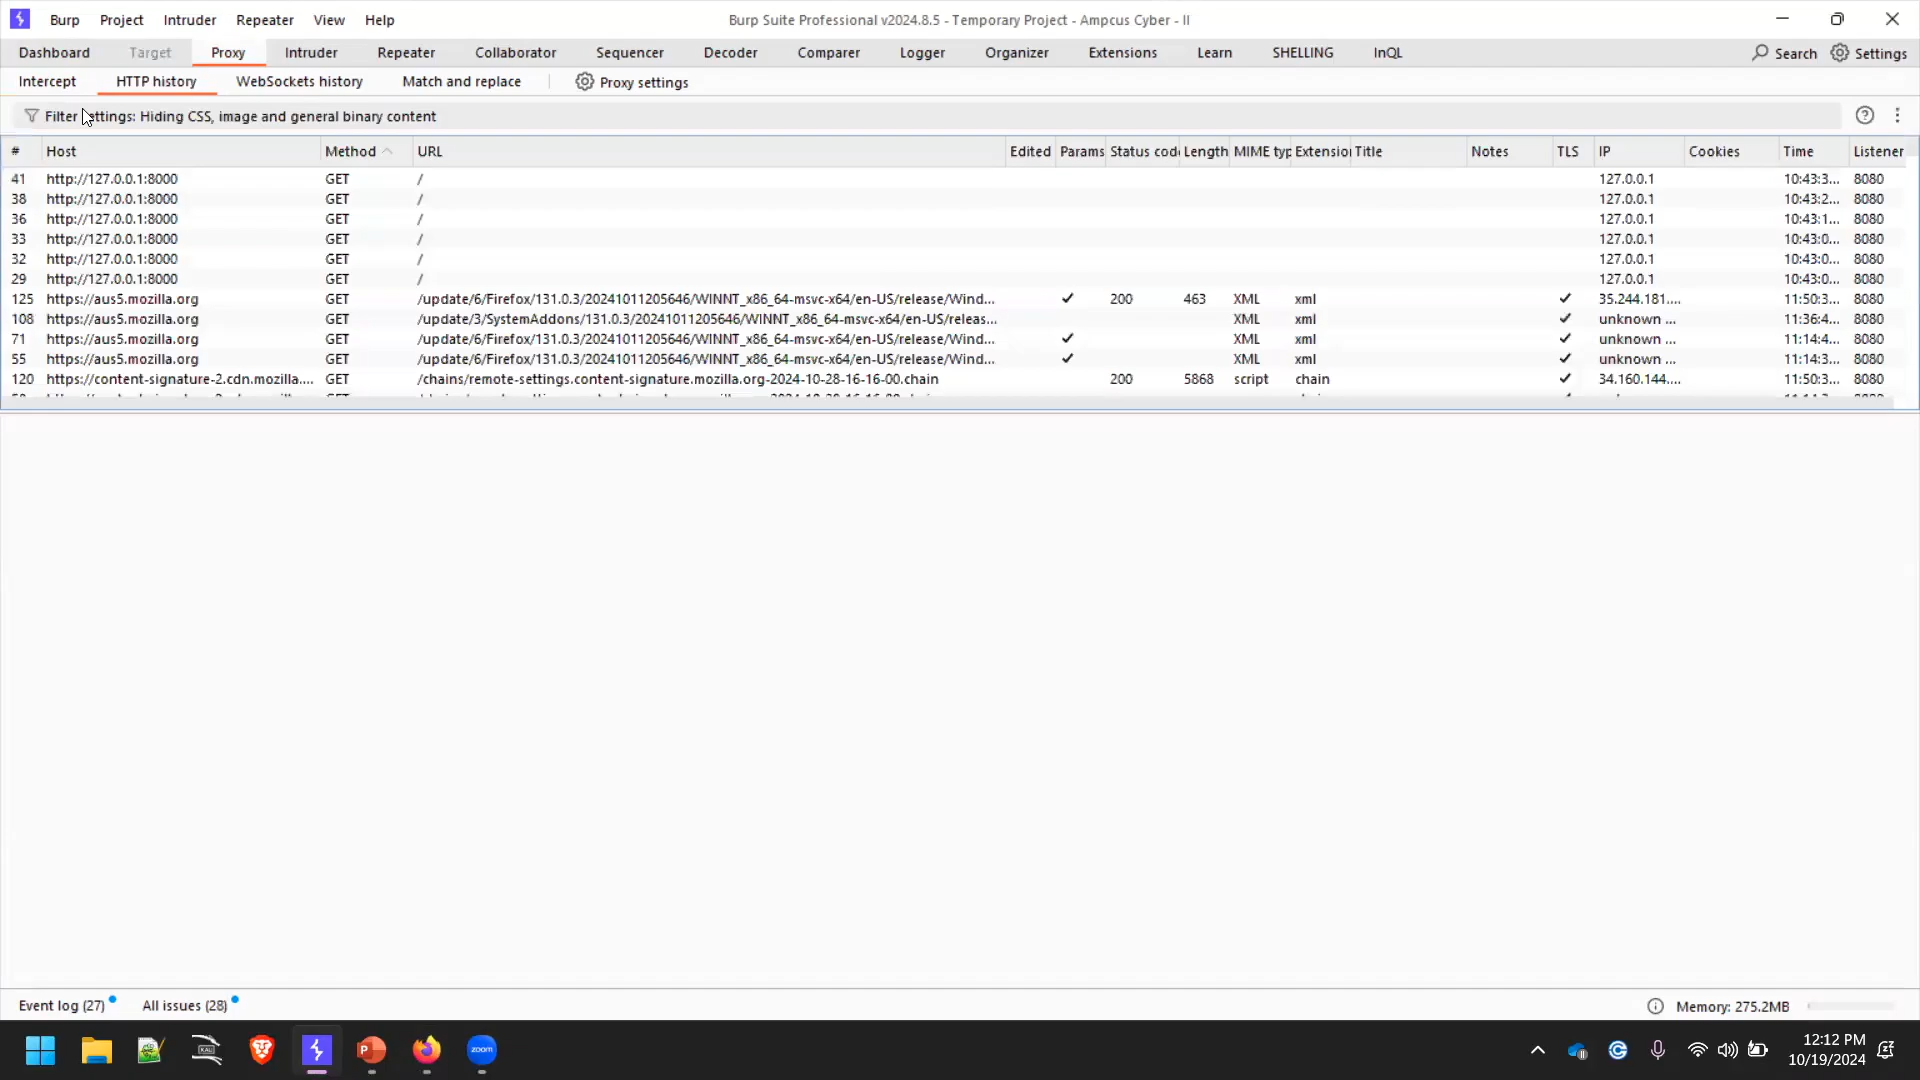 Burp Project Intruder Repeater View Help Burp Suite Professional v2024.8.5 - Temporary Project - Ampcus Cyber - II
Dashboard Target Proxy Intruder Repeater Collaborator Sequencer Decoder Comparer Logger Organizer Extensions Learn SHELLING InQL Search Settings
Intercept HTTP history WebSockets history Match and replace Proxy settings
Filter settings: Hiding CSS, image and general binary content
# Host Method URL Edited Params Status code Length MIME typ Extensio Title Notes TLS IP Cookies Time Listener
41 http://127.0.0.1:8000 GET / 127.0.0.1 10:43:3... 8080
38 http://127.0.0.1:8000 GET / 127.0.0.1 10:43:2... 8080
36 http://127.0.0.1:8000 GET / 127.0.0.1 10:43:1... 8080
33 http://127.0.0.1:8000 GET / 127.0.0.1 10:43:0... 8080
32 http://127.0.0.1:8000 GET / 127.0.0.1 10:43:0... 8080
29 http://127.0.0.1:8000 GET / 127.0.0.1 10:43:0... 8080
125 https://aus5.mozilla.org GET /update/6/Firefox/131.0.3/20241011205646/WINNT_x86_64-msvc-x64/en-US/release/Wind... ✓ 200 463 XML xml ✓ 35.244.181.... 11:50:3... 8080
108 https://aus5.mozilla.org GET /update/3/SystemAddons/131.0.3/20241011205646/WINNT_x86_64-msvc-x64/en-US/releas... XML xml ✓ unknown ... 11:36:4... 8080
71 https://aus5.mozilla.org GET /update/6/Firefox/131.0.3/20241011205646/WINNT_x86_64-msvc-x64/en-US/release/Wind... ✓ XML xml ✓ unknown ... 11:14:4... 8080
55 https://aus5.mozilla.org GET /update/6/Firefox/131.0.3/20241011205646/WINNT_x86_64-msvc-x64/en-US/release/Wind... ✓ XML xml ✓ unknown ... 11:14:3... 8080
120 https://content-signature-2.cdn.mozilla.... GET /chains/remote-settings.content-signature.mozilla.org-2024-10-28-16-16-00.chain 200 5868 script chain ✓ 34.160.144.... 11:50:3... 8080
Event log (27) All issues (28) Memory: 275.2MB
KALI zoom 12:12 PM
10/19/2024